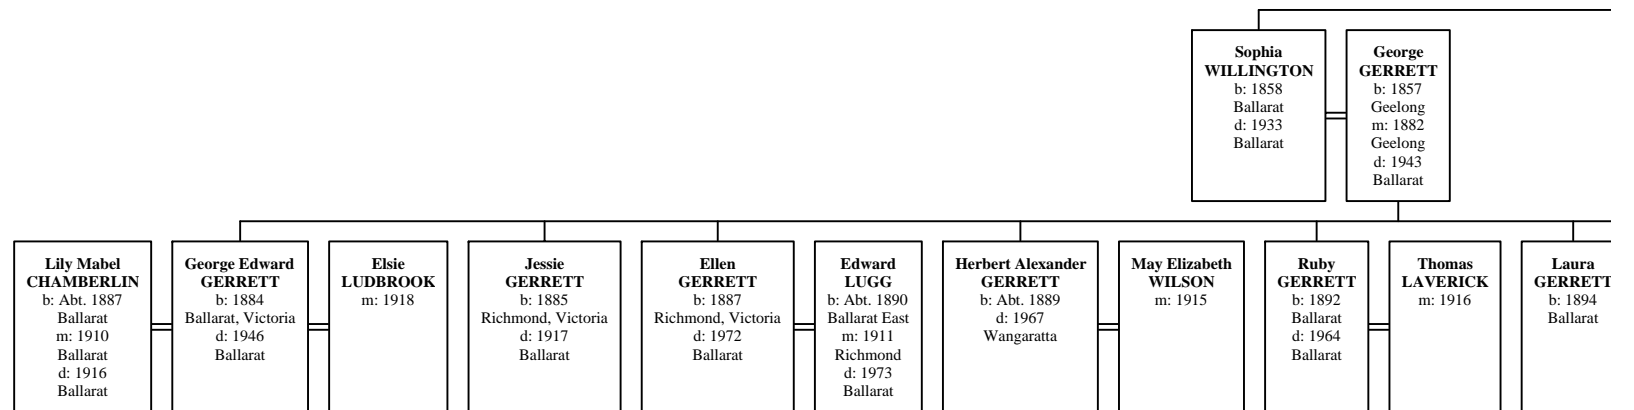 Sophia
WILLINGTON
b: 1858
Ballarat
d: 1933
Ballarat
George
GERRETT
b: 1857
Geelong
m: 1882
Geelong
d: 1943
Ballarat
Lily Mabel
CHAMBERLIN
b: Abt. 1887
Ballarat
m: 1910
Ballarat
d: 1916
Ballarat
George Edward
GERRETT
b: 1884
Ballarat, Victoria
d: 1946
Ballarat
Elsie
LUDBROOK
m: 1918
Jessie
GERRETT
b: 1885
Richmond, Victoria
d: 1917
Ballarat
Ellen
GERRETT
b: 1887
Richmond, Victoria
d: 1972
Ballarat
Edward
LUGG
b: Abt. 1890
Ballarat East
m: 1911
Richmond
d: 1973
Ballarat
Herbert Alexander
GERRETT
b: Abt. 1889
d: 1967
Wangaratta
May Elizabeth
WILSON
m: 1915
Ruby
GERRETT
b: 1892
Ballarat
d: 1964
Ballarat
Thomas
LAVERICK
m: 1916
Laura
GERRETT
b: 1894
Ballarat